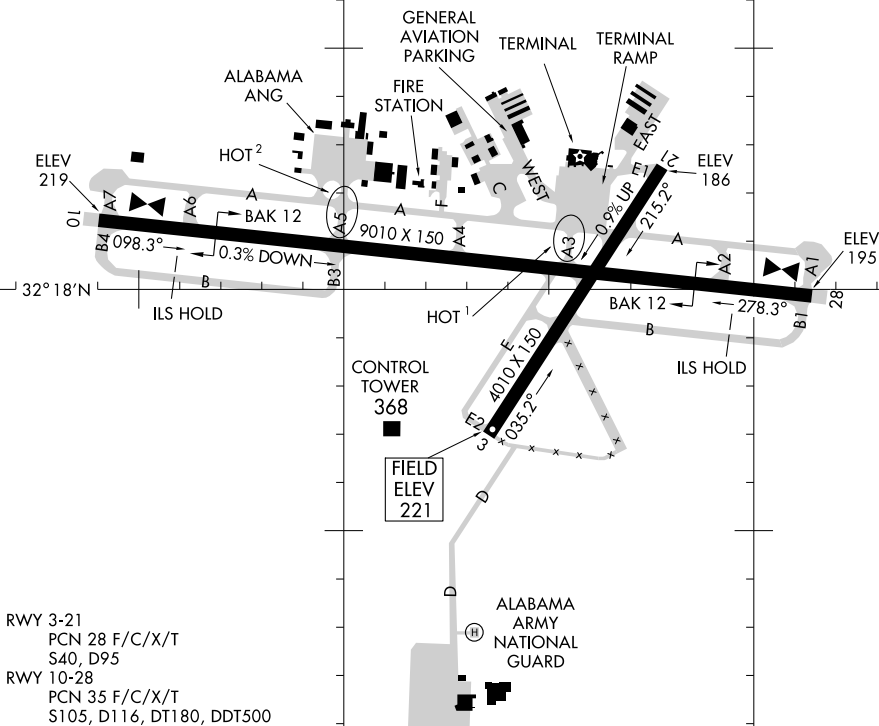 GENERAL
AVIATION
PARKING
TERMINAL
TERMINAL
RAMP
ALABAMA
ANG
FIRE
STATION
HOT 2
ELEV
219
EAST
WEST
E1
21
ELEV
186
C
F
A
A
A
A7
A6
A5
A4
A3
A2
A1
10
BAK 12
9010 X 150
0.9% UP
215.2°
098.3°
0.3% DOWN
B4
B3
B
ELEV
195
32° 18'N
ILS HOLD
HOT 1
BAK 12
278.3°
28
B1
B
ILS HOLD
E
4010 X 150
035.2°
E2
3
CONTROL
TOWER
368
x x x x x x x x x x
FIELD
ELEV
221
D
D
H
ALABAMA
ARMY
NATIONAL
GUARD
RWY 3-21
PCN 28 F/C/X/T
S40, D95
RWY 10-28
PCN 35 F/C/X/T
S105, D116, DT180, DDT500